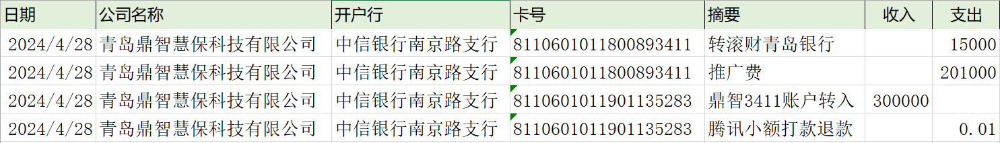 日期 公司名称 开户行 卡号 摘要 收入 支出
2024/4/28 青岛鼎智慧保科技有限公司 中信银行南京路支行 8110601011800893411 转滚财青岛银行 15000
2024/4/28 青岛鼎智慧保科技有限公司 中信银行南京路支行 8110601011800893411 推广费 201000
2024/4/28 青岛鼎智慧保科技有限公司 中信银行南京路支行 8110601011901135283 鼎智3411账户转入 300000
2024/4/28 青岛鼎智慧保科技有限公司 中信银行南京路支行 8110601011901135283 腾讯小额打款退款 0.01